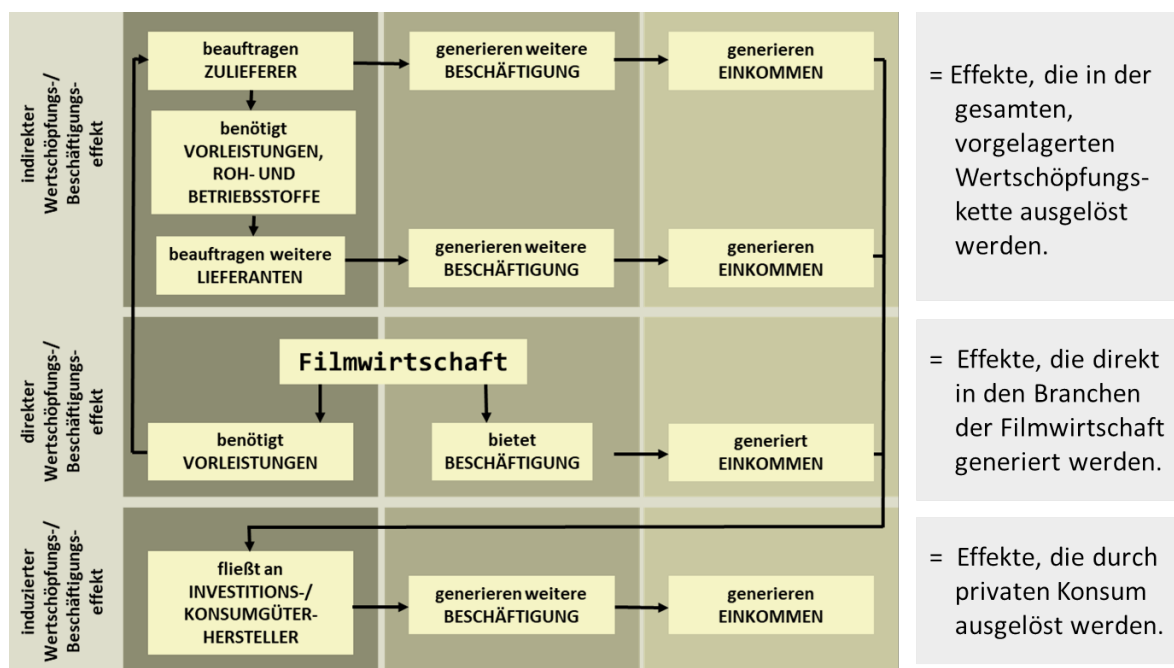 indirekter
Wertschöpfungs-/
Beschäftigungs-
effekt
beauftragen
ZULIEFERER
generieren weitere
BESCHÄFTIGUNG
generieren
EINKOMMEN
benötigt
VORLEISTUNGEN,
ROH- UND
BETRIEBSSTOFFE
beauftragen weitere
LIEFERANTEN
generieren weitere
BESCHÄFTIGUNG
generieren
EINKOMMEN
= Effekte, die in der
gesamten,
vorgelagerten
Wertschöpfungs-
kette ausgelöst
werden.
direkter
Wertschöpfungs-/
Beschäftigungs-
effekt
Filmwirtschaft
benötigt
VORLEISTUNGEN
bietet
BESCHÄFTIGUNG
generiert
EINKOMMEN
= Effekte, die direkt
in den Branchen
der Filmwirtschaft
generiert werden.
induzierter
Wertschöpfungs-/
Beschäftigungs-
effekt
fließt an
INVESTITIONS-/
KONSUMGÜTER-
HERSTELLER
generieren weitere
BESCHÄFTIGUNG
generieren
EINKOMMEN
= Effekte, die durch
privaten Konsum
ausgelöst werden.